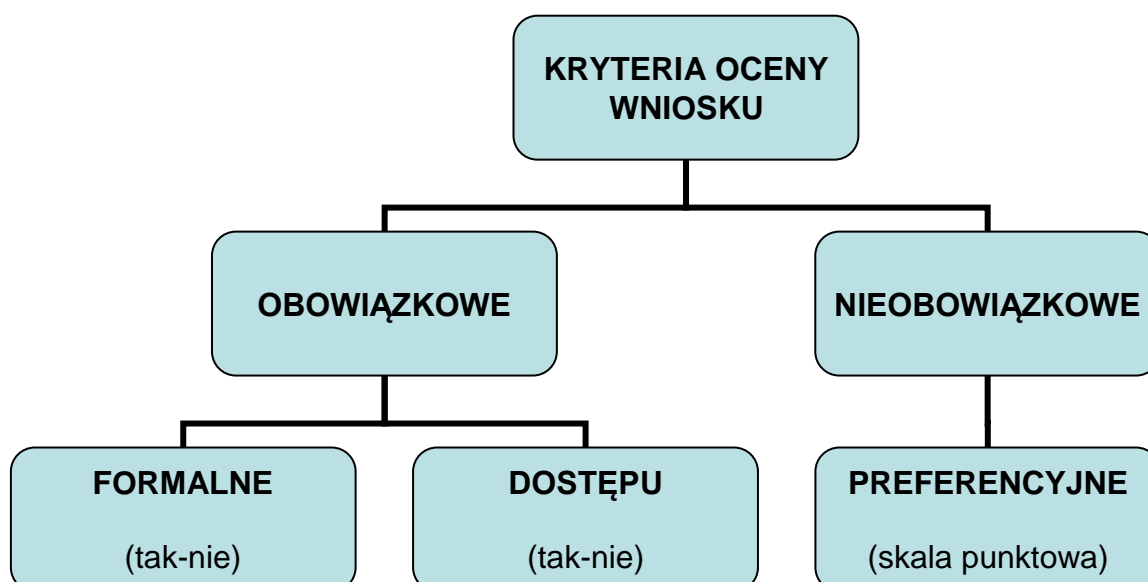 KRYTERIA OCENY
WNIOSKU
OBOWIĄZKOWE
NIEOBOWIĄZKOWE
FORMALNE
(tak-nie)
DOSTĘPU
(tak-nie)
PREFERENCYJNE
(skala punktowa)